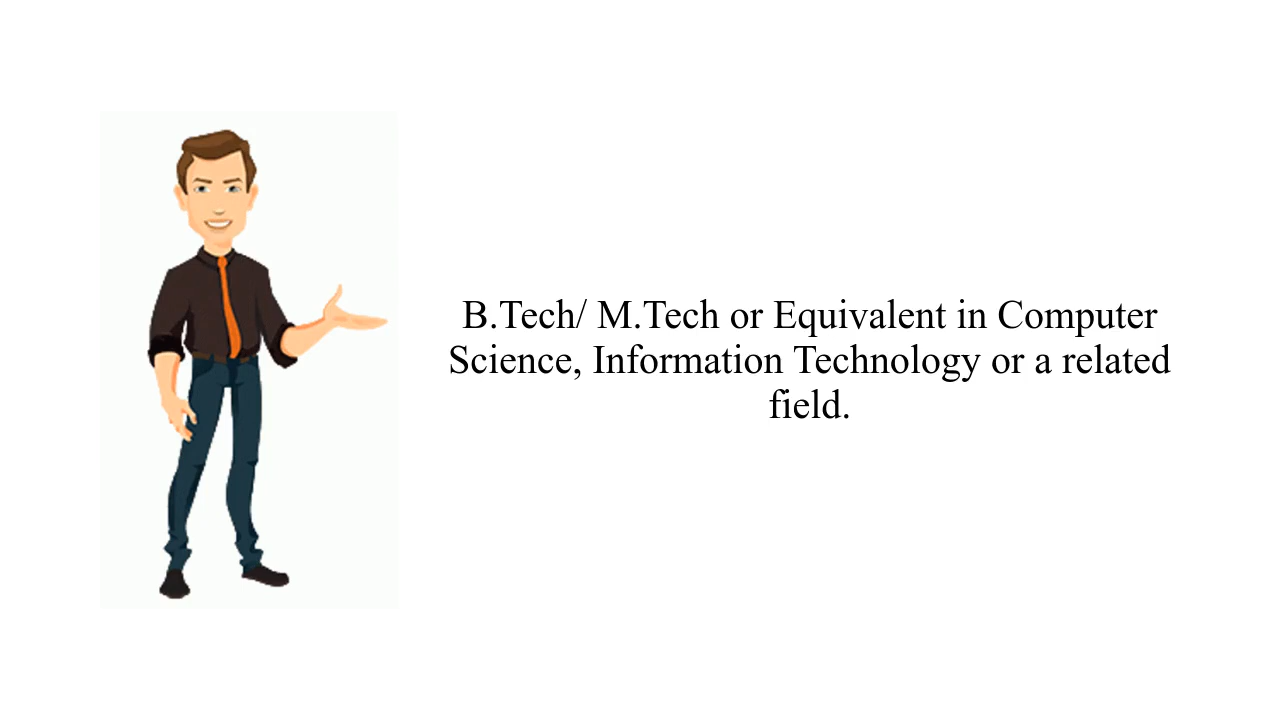 B.Tech/ M.Tech or Equivalent in Computer
Science, Information Technology or a related
field.